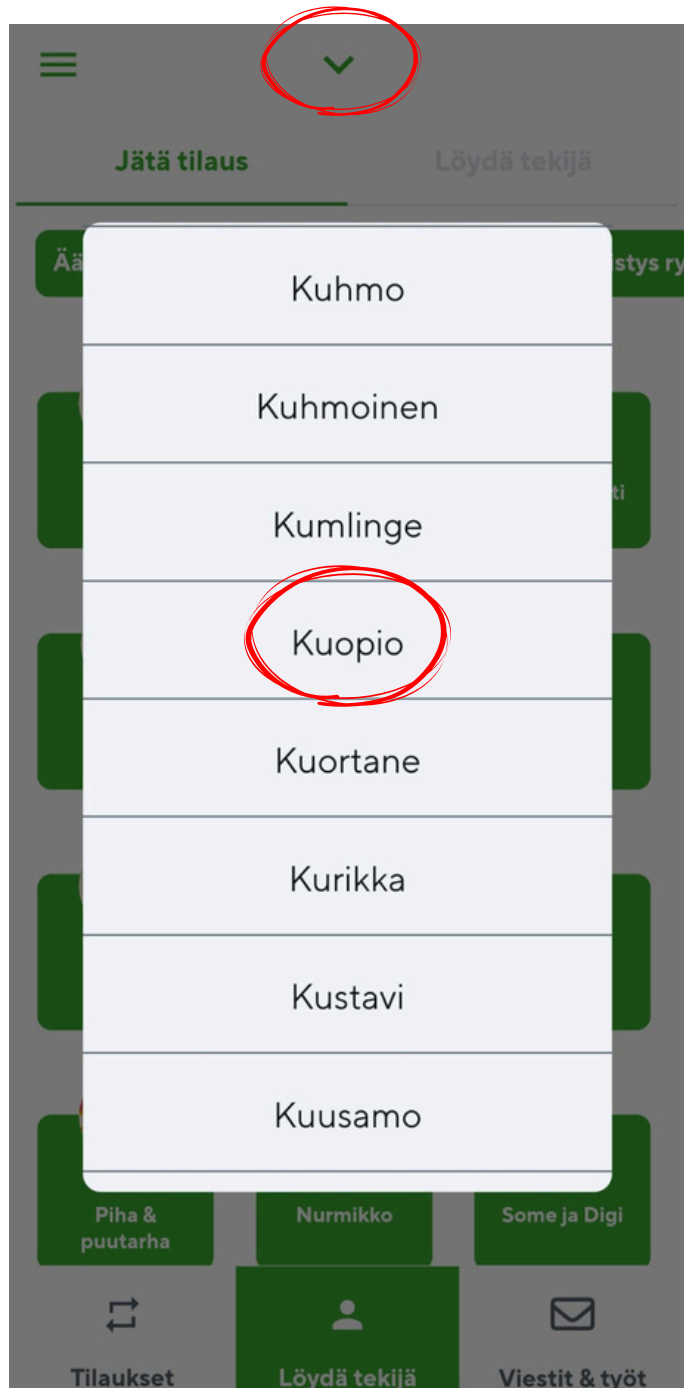 Jätä tilaus
Löydä tekijä
Kuhmo
Kuhmoinen
Kumlinge
Kuopio
Kuortane
Kurikka
Kustavi
Kuusamo
Piha &
puutarha
Nurmikko
Some ja Digi
Tilaukset
Löydä tekijä
Viestit & työt